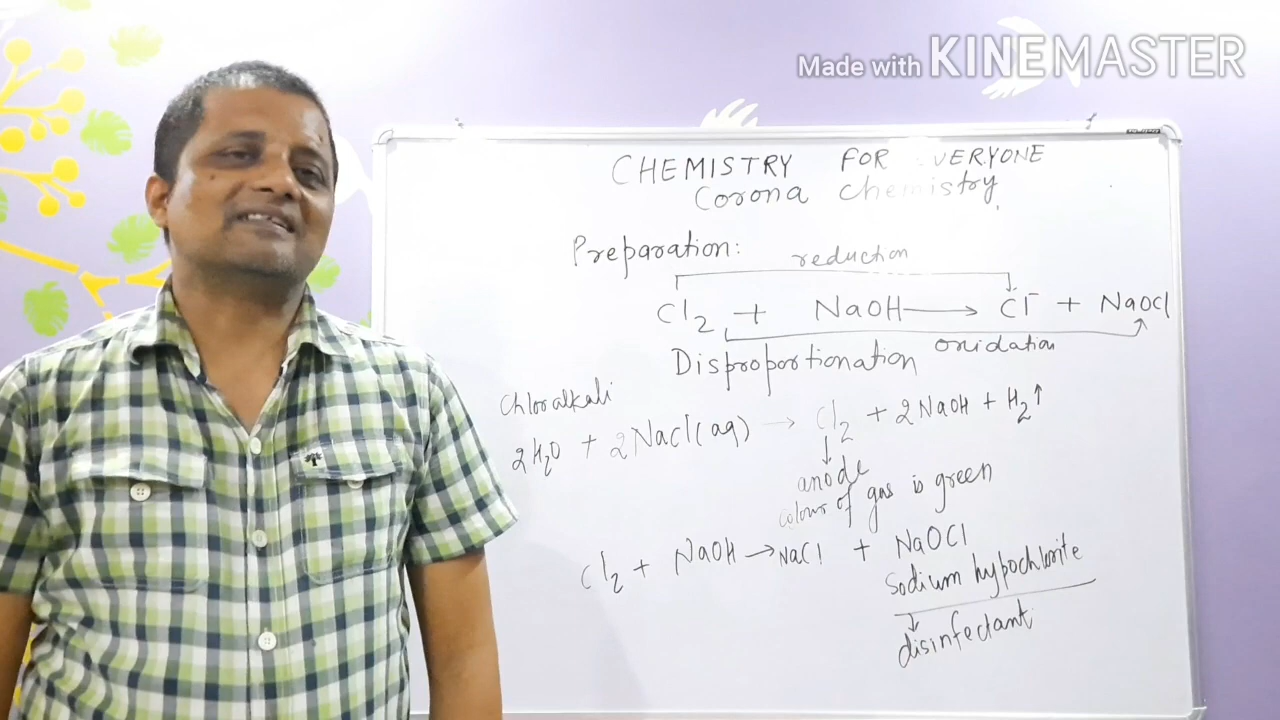 Made with KINEMASTER
CHEMISTRY FOR EVERYONE
Corona Chemistry
Preparation:
reduction
Cl2 + NaOH → Cl⁻ + NaOCl
oxidation
Disproportionation
Chloralkali
2H2O + 2NaCl(aq) → Cl2 + 2NaOH + H2↑
↓
anode
colour of gas is green
Cl2 + NaOH → NaCl + NaOCl
sodium hypochlorite
↓
disinfectant